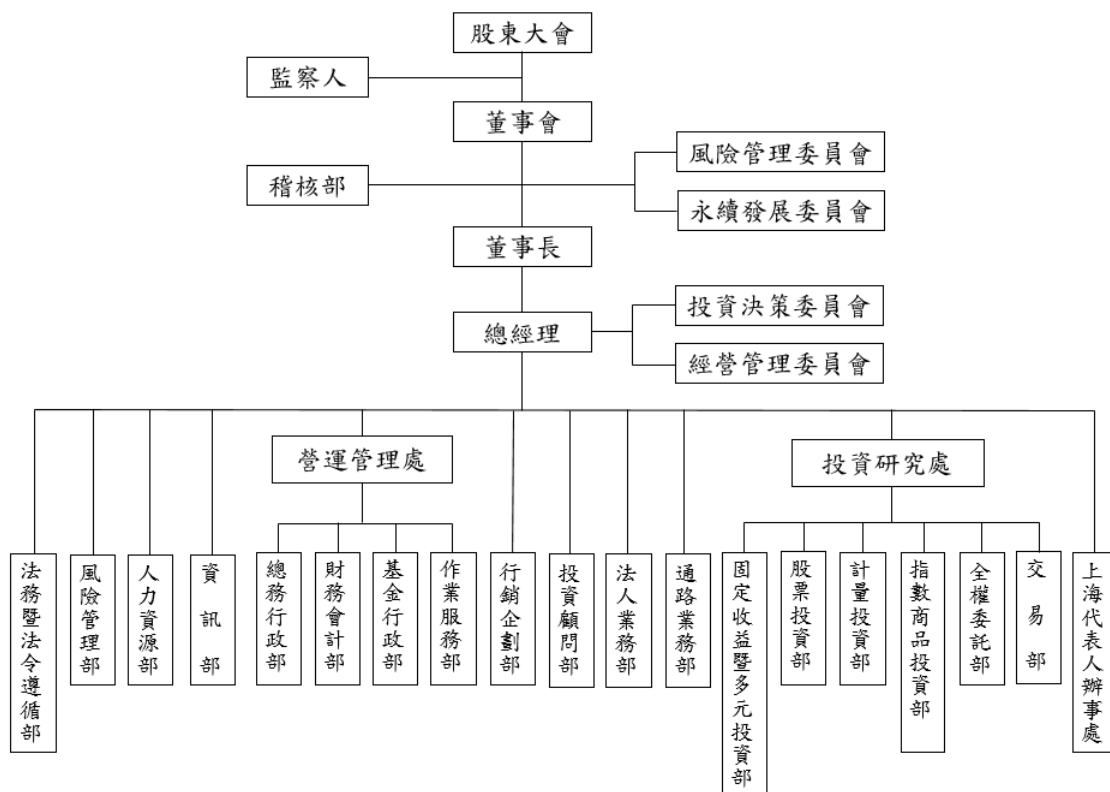 股東大會
監察人
董事會
風險管理委員會
稽核部
永續發展委員會
董事長
投資決策委員會
總經理
經營管理委員會
營運管理處
投資研究處
法務暨法令遵循部
風險管理部
人力資源部
資訊部
總務行政部
財務會計部
基金行政部
作業服務部
行銷企劃部
投資顧問部
法人業務部
通路業務部
固定收益暨多元投資部
股票投資部
計量投資部
指數商品投資部
全權委託部
交易部
上海代表人辦事處